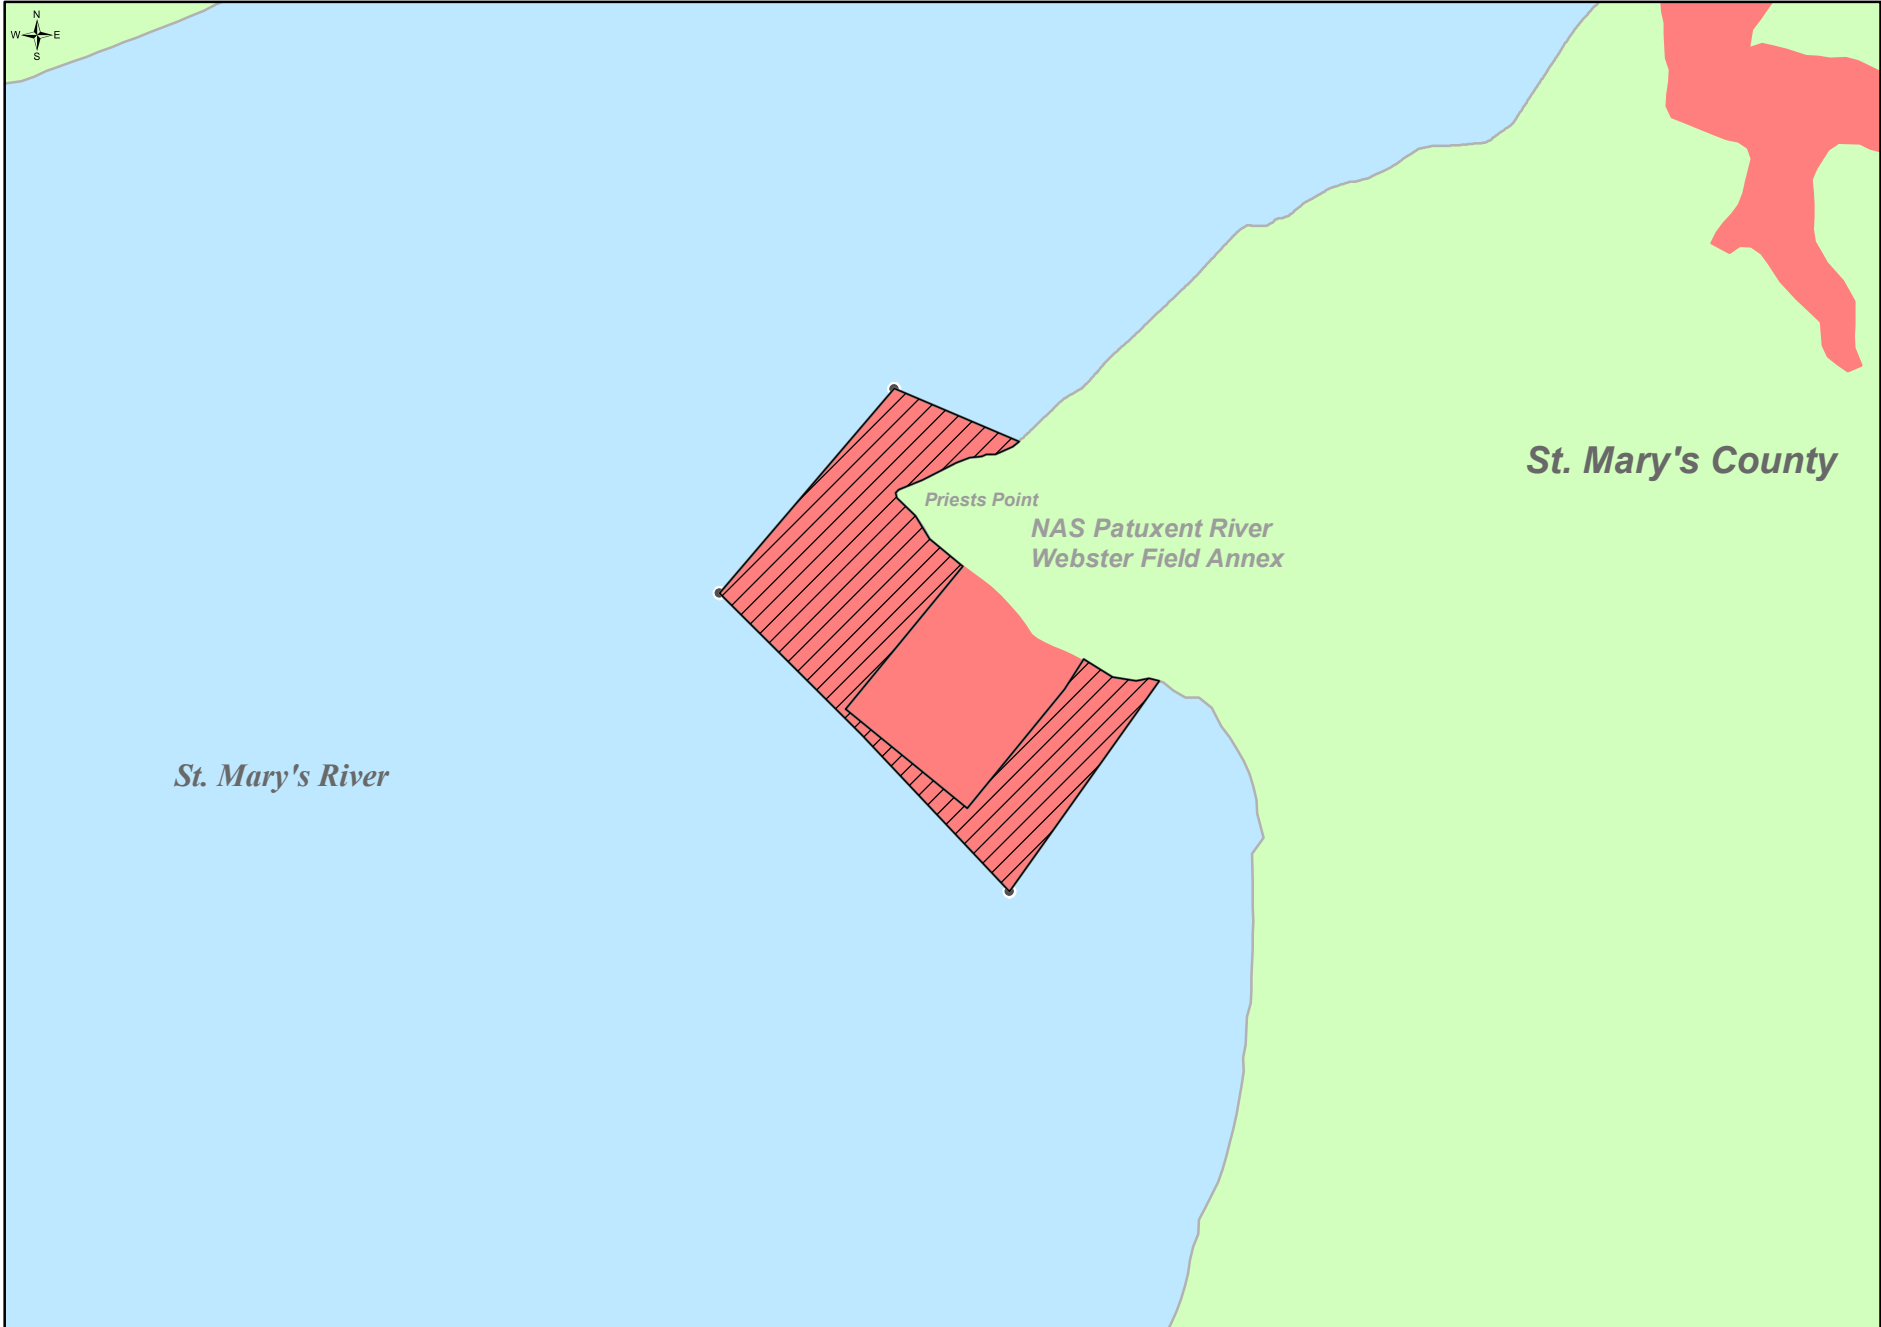 N
W E
S
St. Mary's County
Priests Point
NAS Patuxent River
Webster Field Annex
St. Mary's River